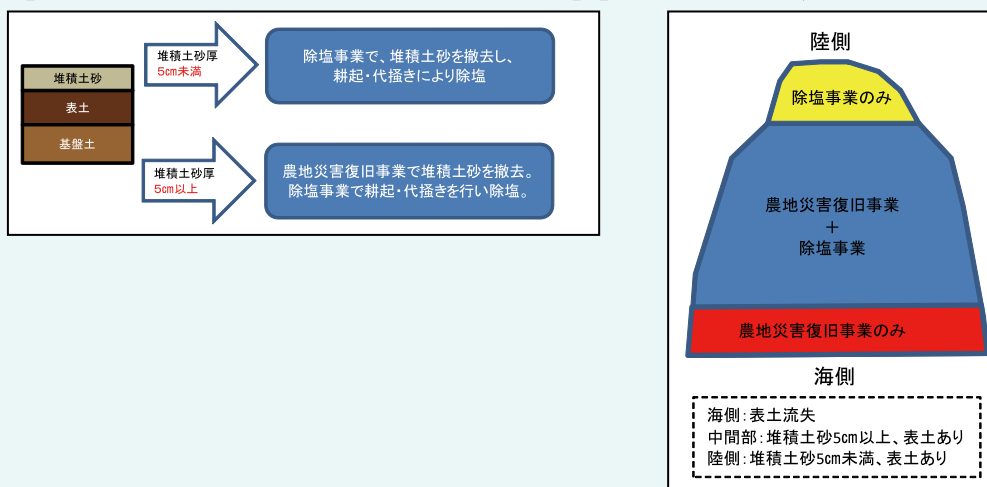 堆積土砂
表土
基盤土
堆積土砂厚
5cm未満
除塩事業で、堆積土砂を撤去し、
耕起・代掻きにより除塩
堆積土砂厚
5cm以上
農地災害復旧事業で堆積土砂を撤去。
除塩事業で耕起・代掻きを行い除塩。
陸側
除塩事業のみ
農地災害復旧事業
+
除塩事業
農地災害復旧事業のみ
海側
海側:表土流失
中間部:堆積土砂5cm以上、表土あり
陸側:堆積土砂5cm未満、表土あり